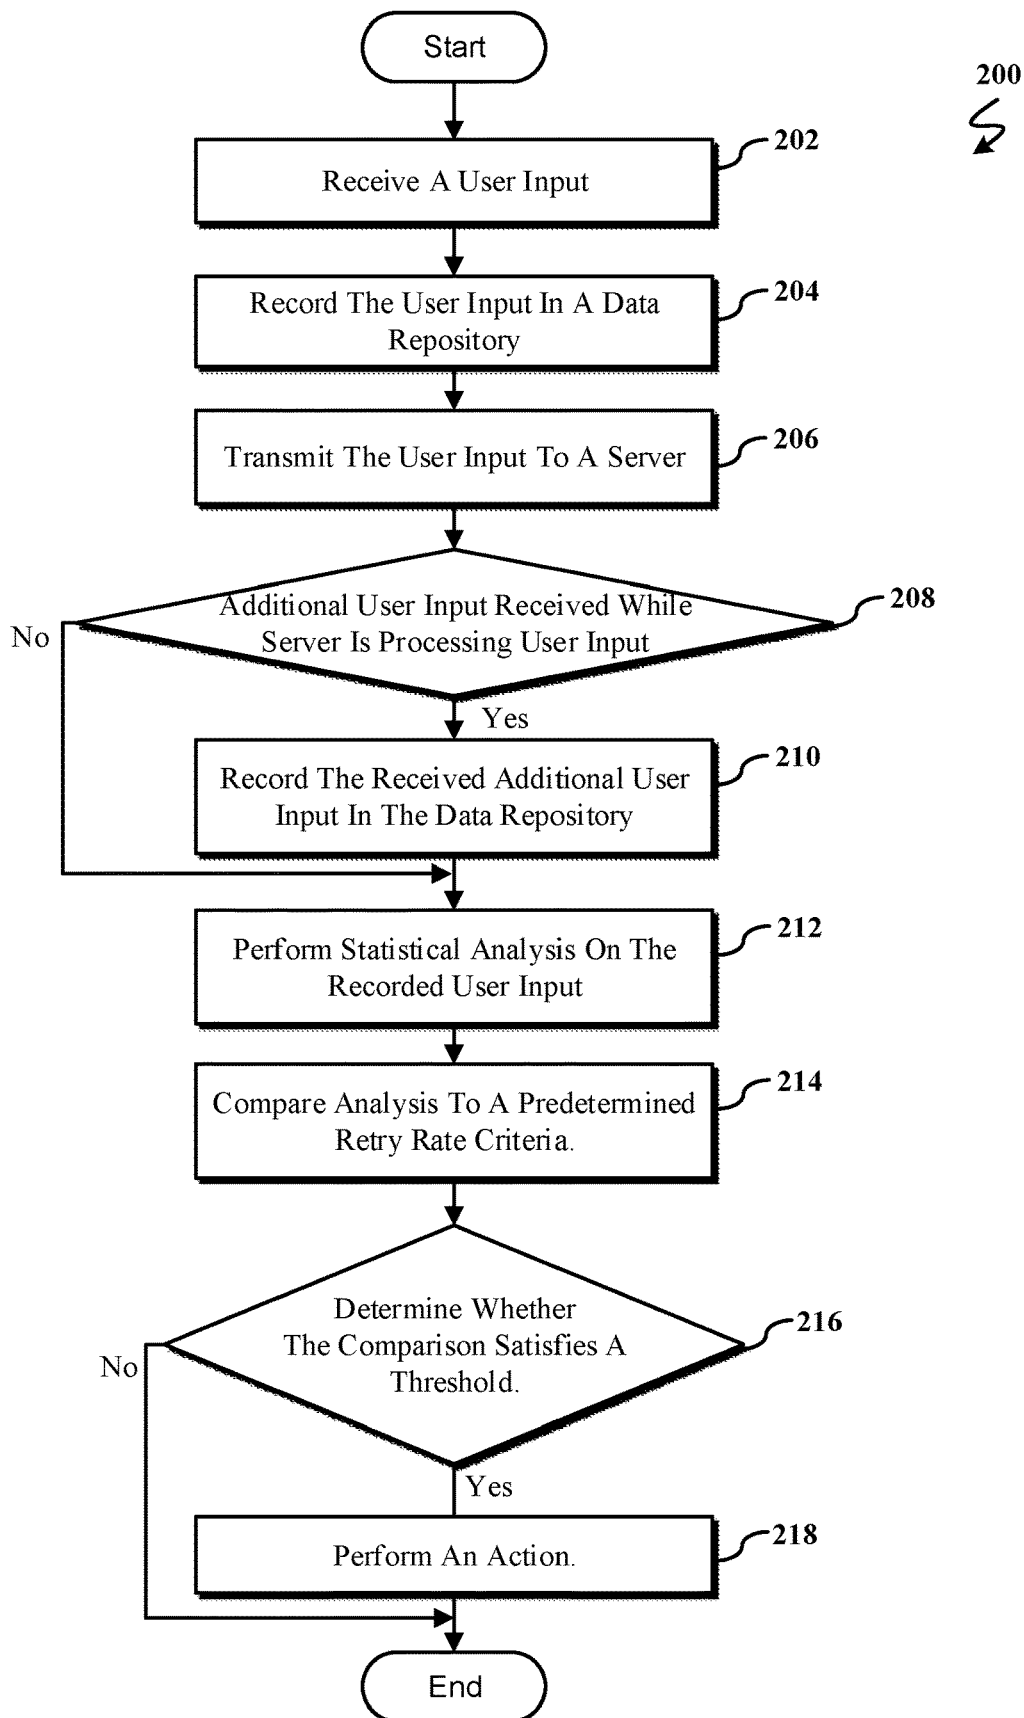 Start
200
202
Receive A User Input
204
Record The User Input In A Data
Repository
206
Transmit The User Input To A Server
208
Additional User Input Received While
Server Is Processing User Input
No
Yes
210
Record The Received Additional User
Input In The Data Repository
212
Perform Statistical Analysis On The
Recorded User Input
214
Compare Analysis To A Predetermined
Retry Rate Criteria.
216
Determine Whether
The Comparison Satisfies A
Threshold.
No
Yes
218
Perform An Action.
End